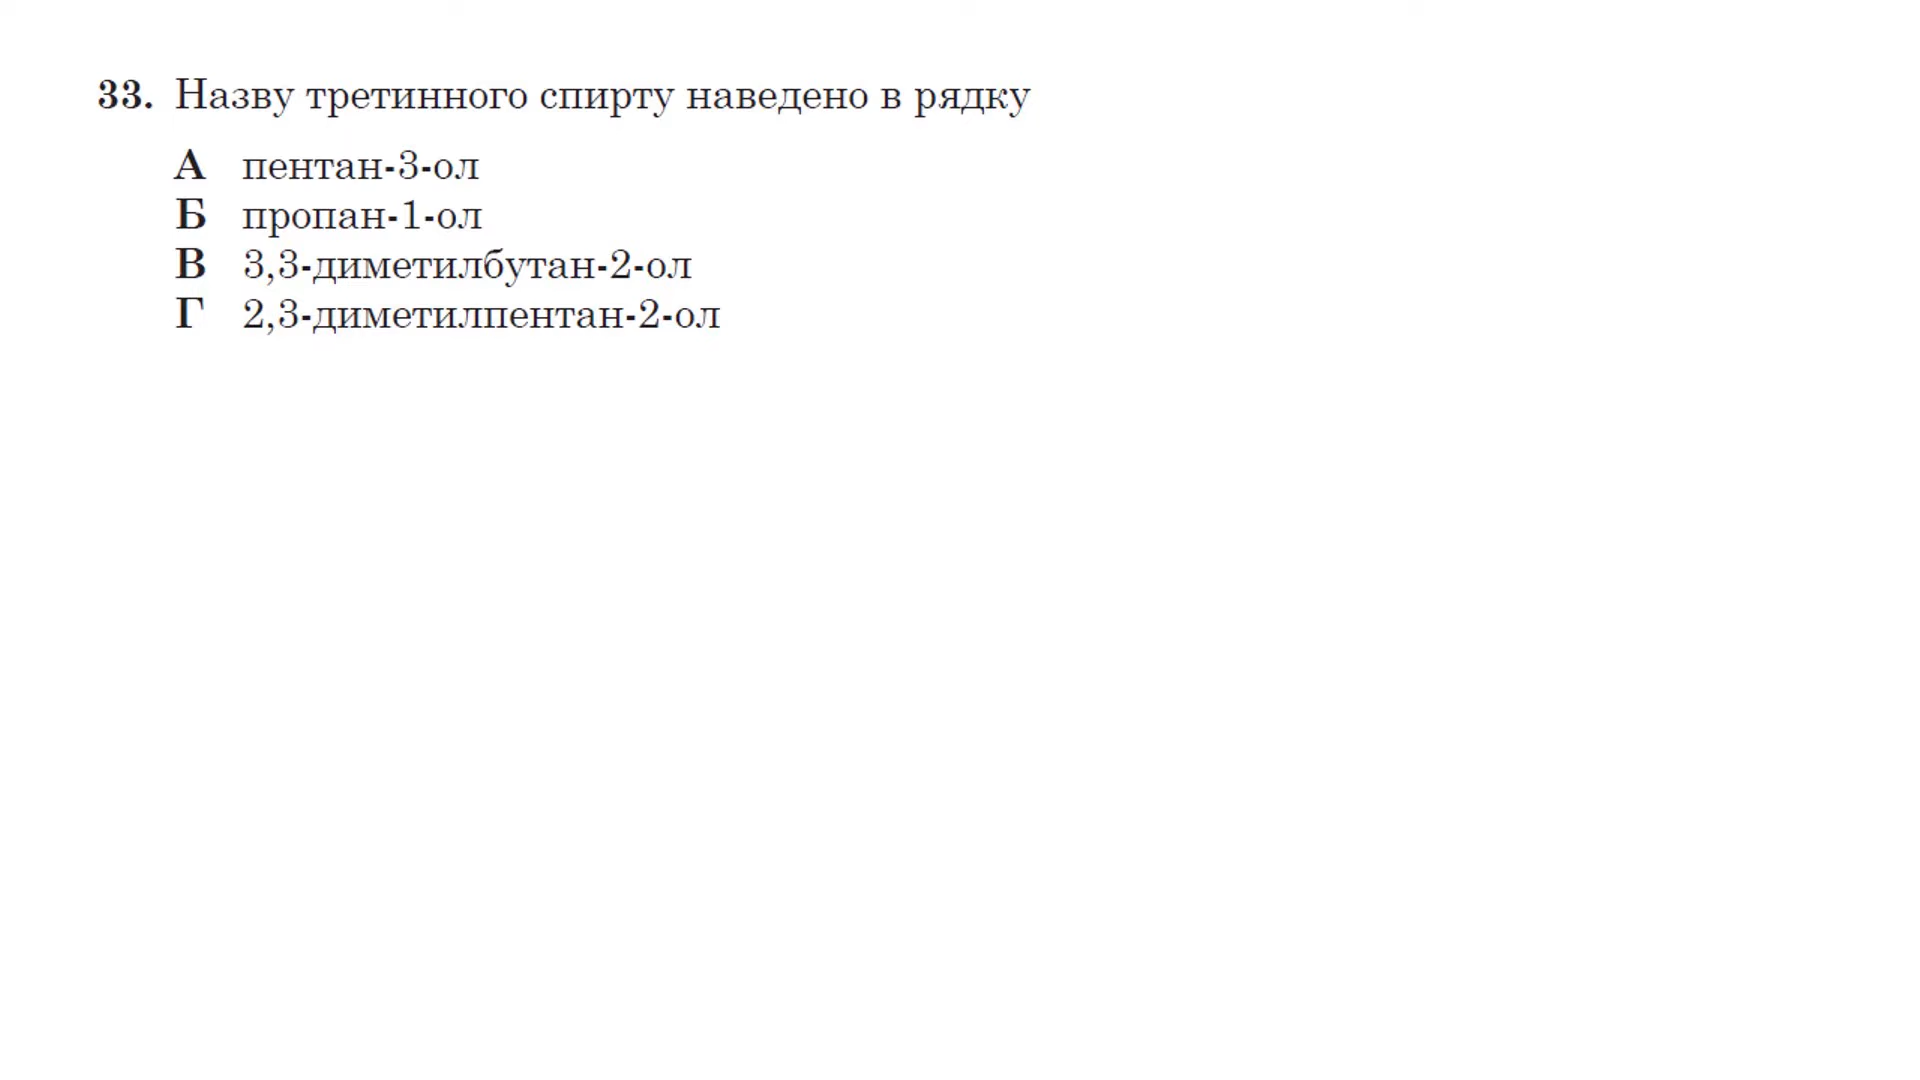 33. Назву третинного спирту наведено в рядку
А пентан-3-ол
Б пропан-1-ол
В 3,3-диметилбутан-2-ол
Г 2,3-диметилпентан-2-ол